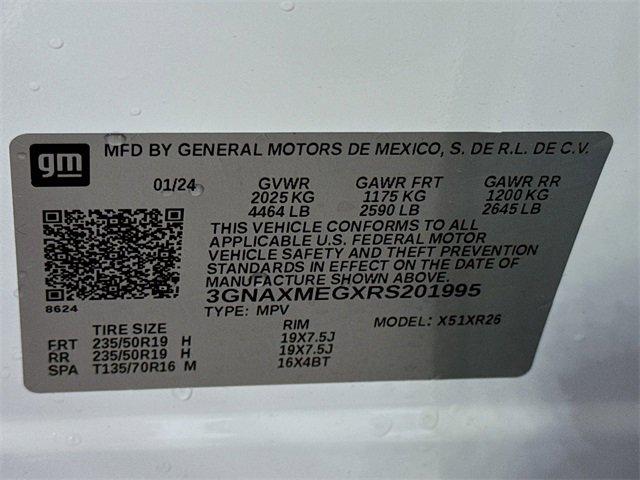 gm
MFD BY GENERAL MOTORS DE MEXICO, S. DE R.L. DE C.V.
01/24 GVWR GAWR FRT GAWR RR
2025 KG 1175 KG 1200 KG
4464 LB 2590 LB 2645 LB
THIS VEHICLE CONFORMS TO ALL
APPLICABLE U.S. FEDERAL MOTOR
VEHICLE SAFETY AND THEFT PREVENTION
STANDARDS IN EFFECT ON THE DATE OF
MANUFACTURE SHOWN ABOVE.
3GNAXMEGXRS201995
8624
TYPE: MPV MODEL: X51XR26
TIRE SIZE RIM
FRT 235/50R19 H 19X7.5J
RR 235/50R19 H 19X7.5J
SPA T135/70R16 M 16X4BT